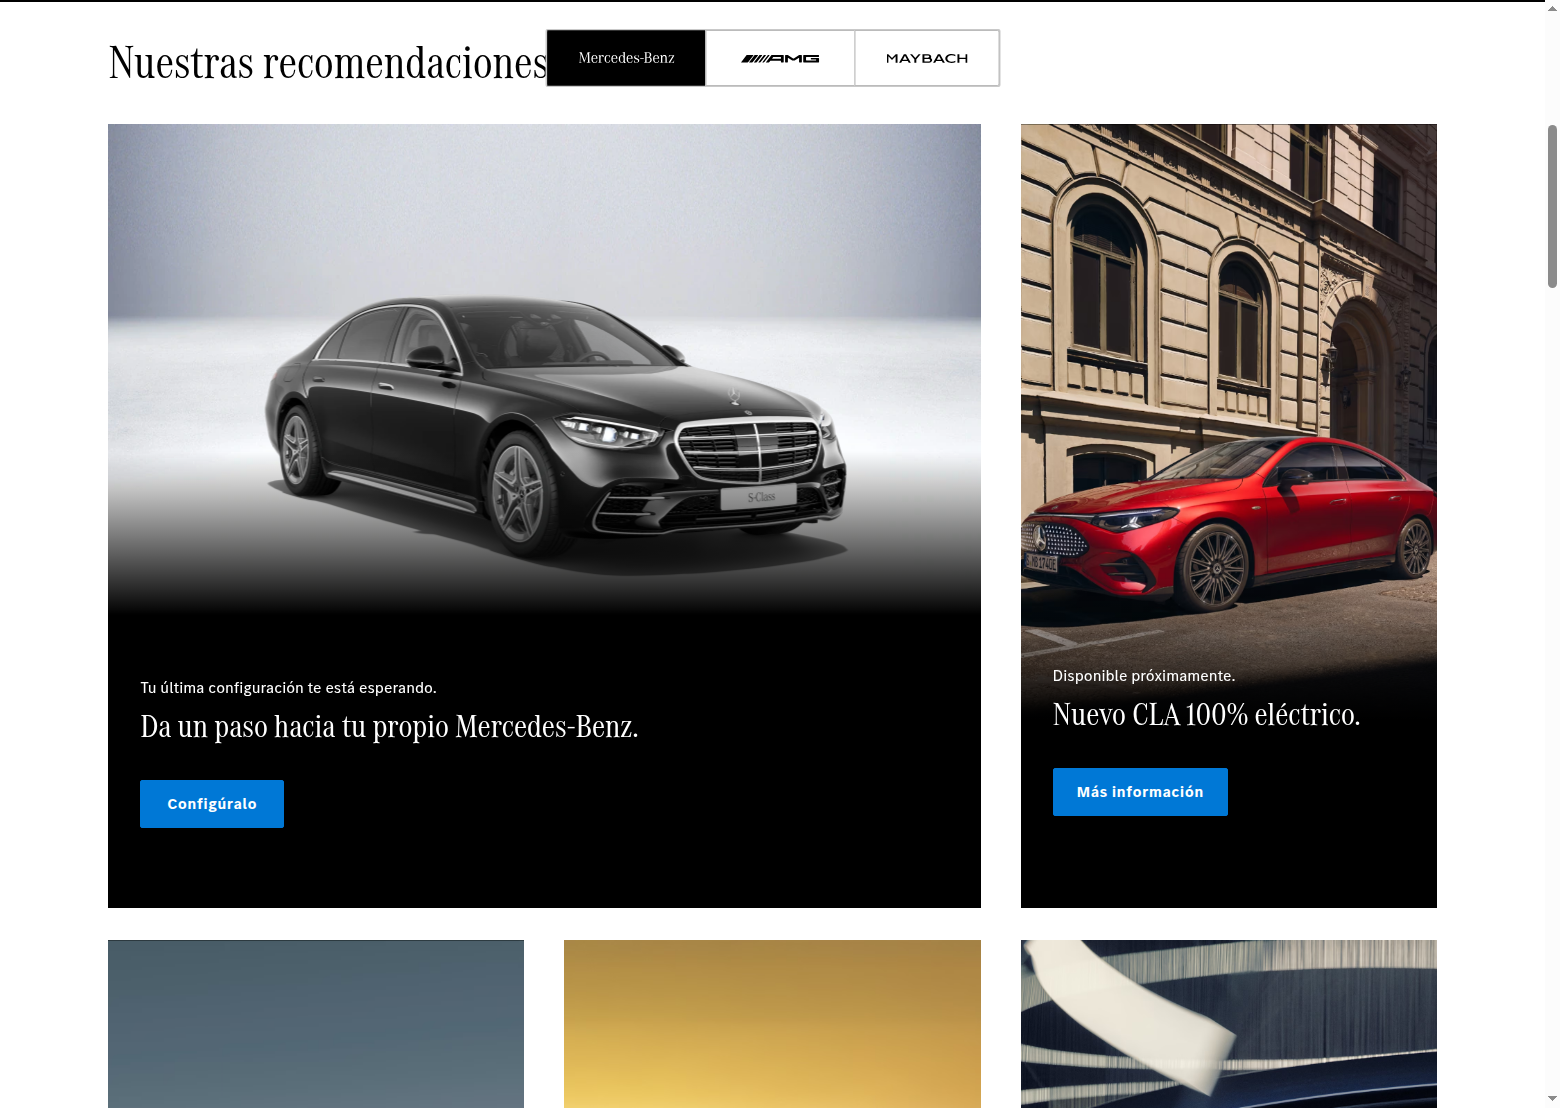 Nuestras recomendaciones
Mercedes-Benz
AMG
MAYBACH
S-Class
Tu última configuración te está esperando.
Da un paso hacia tu propio Mercedes-Benz.
Configúralo
Disponible próximamente.
Nuevo CLA 100% eléctrico.
Más información